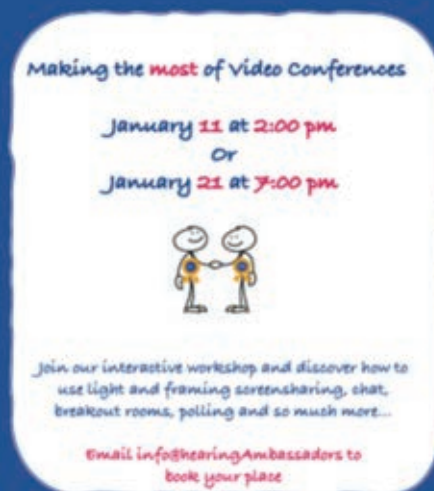 Making the most of Video Conferences
January 11 at 2:00 pm
Or
January 21 at 7:00 pm
Join our interactive workshop and discover how to
use light and framing screensharing, chat,
breakout rooms, polling and so much more...
Email info@hearingAmbassadors to
book your place